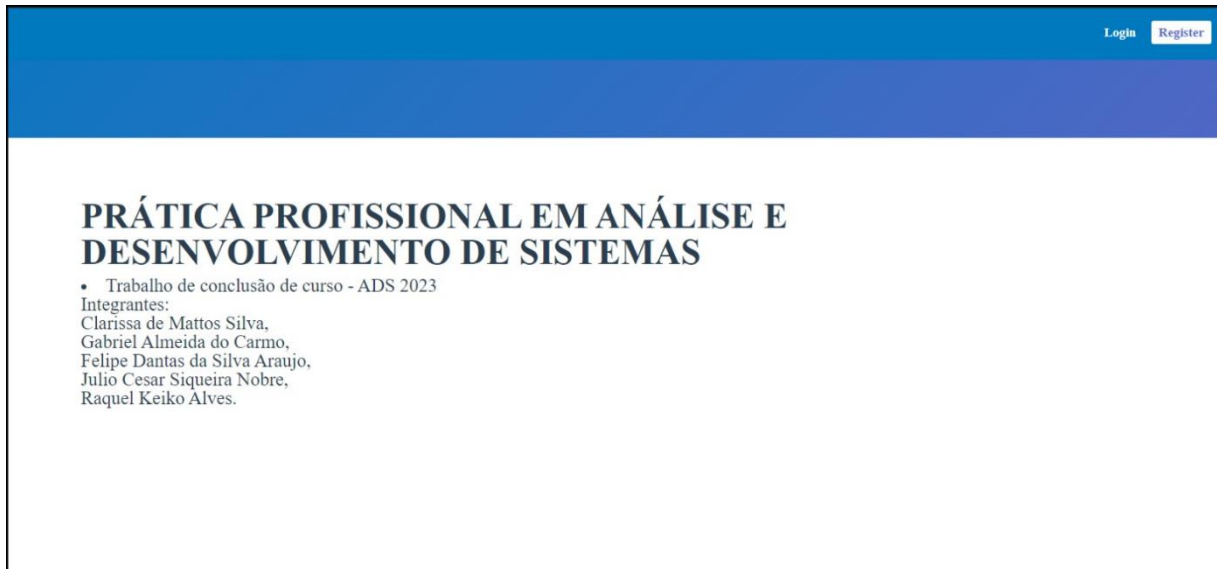 Login Register
PRÁTICA PROFISSIONAL EM ANÁLISE E
DESENVOLVIMENTO DE SISTEMAS
• Trabalho de conclusão de curso - ADS 2023
Integrantes:
Clarissa de Mattos Silva,
Gabriel Almeida do Carmo,
Felipe Dantas da Silva Araujo,
Julio Cesar Siqueira Nobre,
Raquel Keiko Alves.